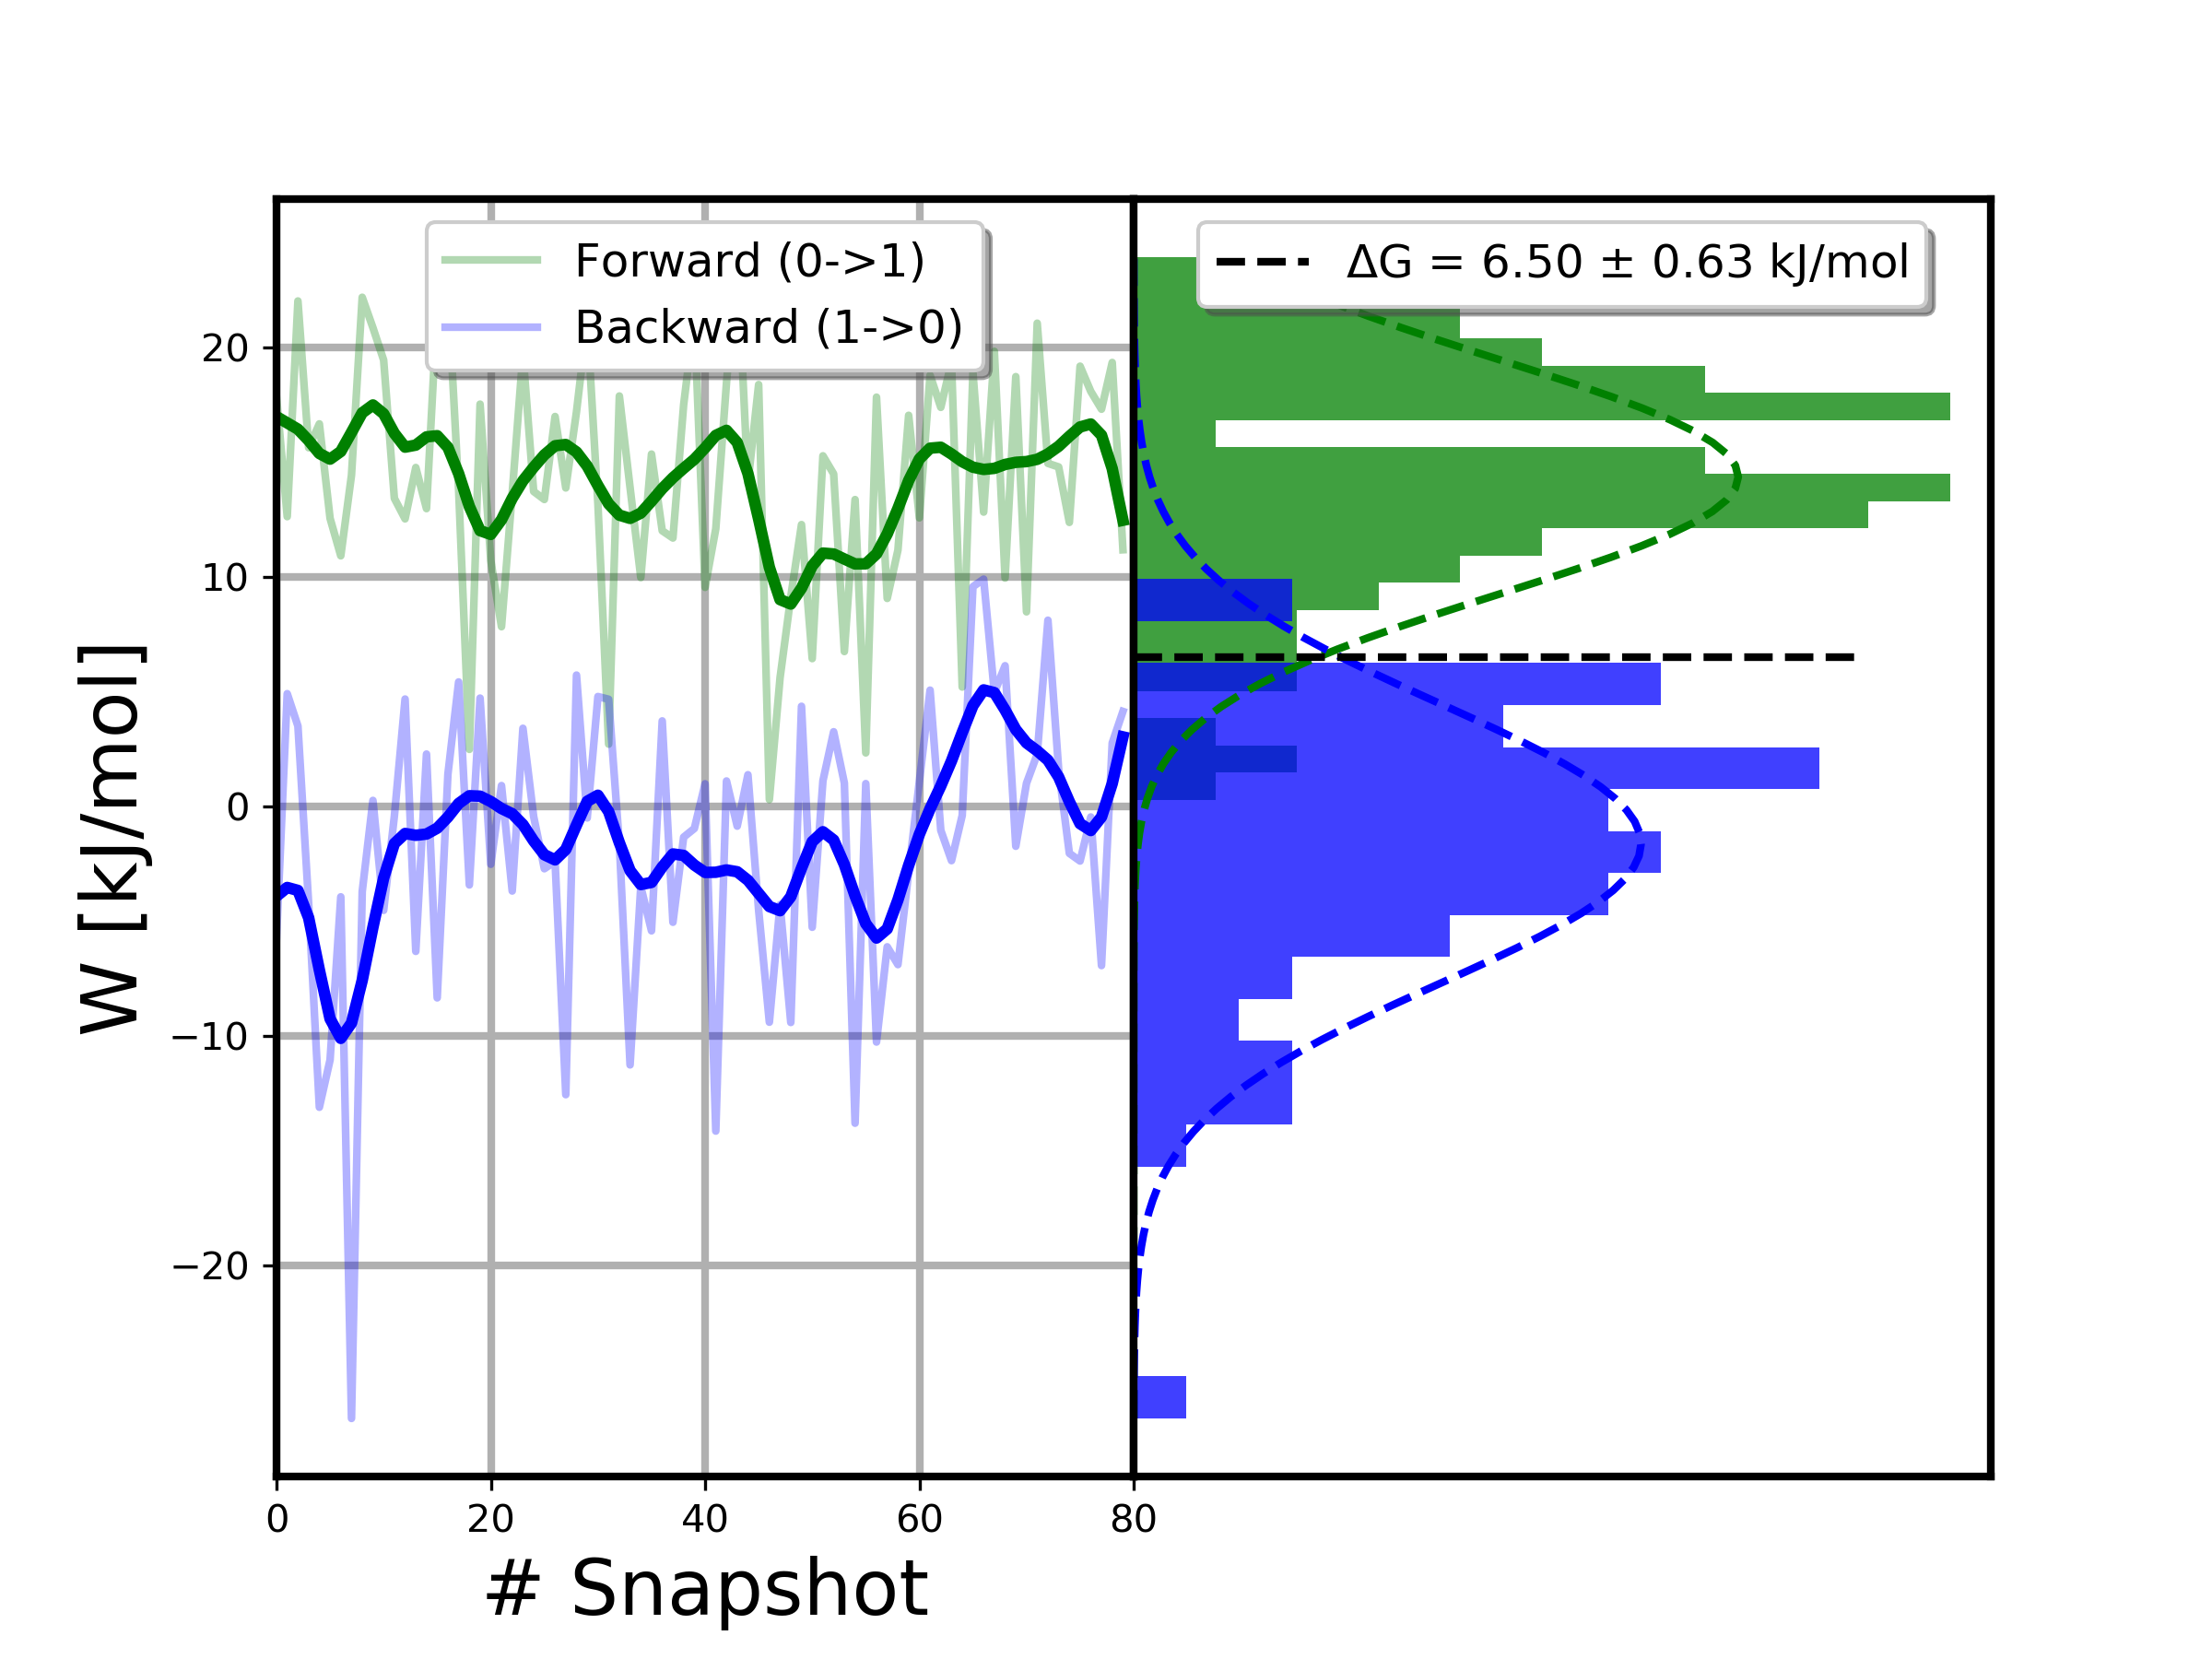 Forward (0->1)
Backward (1->0)
ΔG = 6.50 ± 0.63 kJ/mol
W [kJ/mol]
20
10
0
−10
−20
0
20
40
60
80
# Snapshot